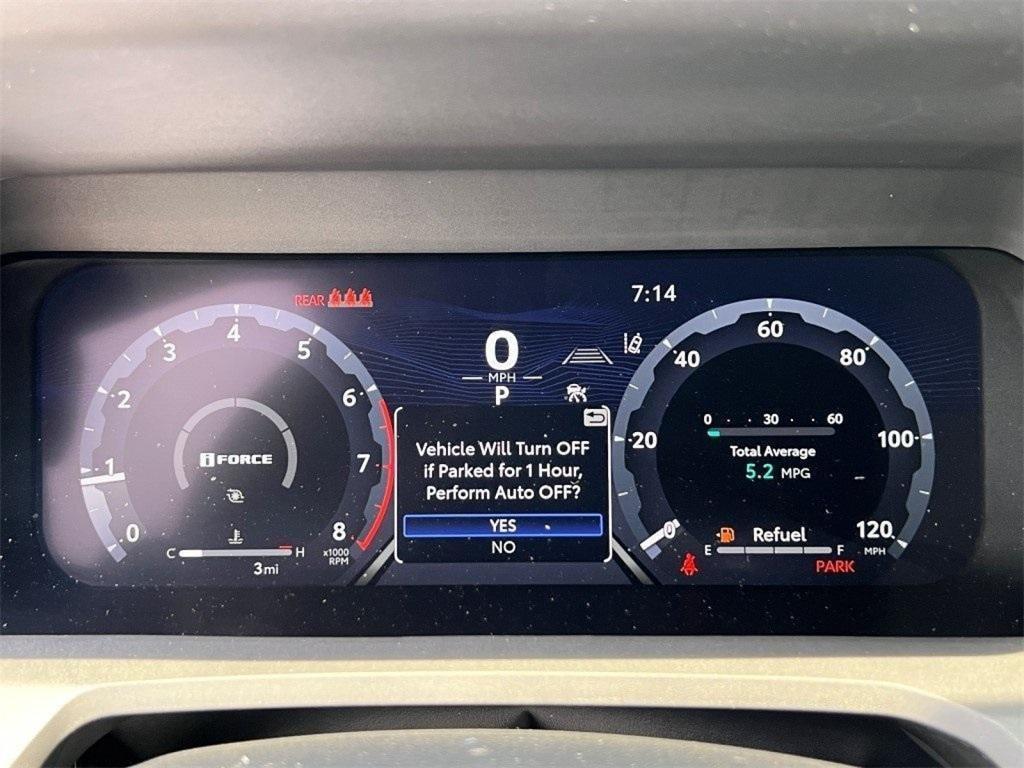 REAR
7:14
0
MPH
P
0
1
2
3
4
5
6
7
8
x1000
RPM
i FORCE
C H
3mi
Vehicle Will Turn OFF
if Parked for 1 Hour,
Perform Auto OFF?
YES
NO
0
20
40
60
80
100
120
MPH
0 30 60
Total Average
5.2 MPG
Refuel
E F
PARK